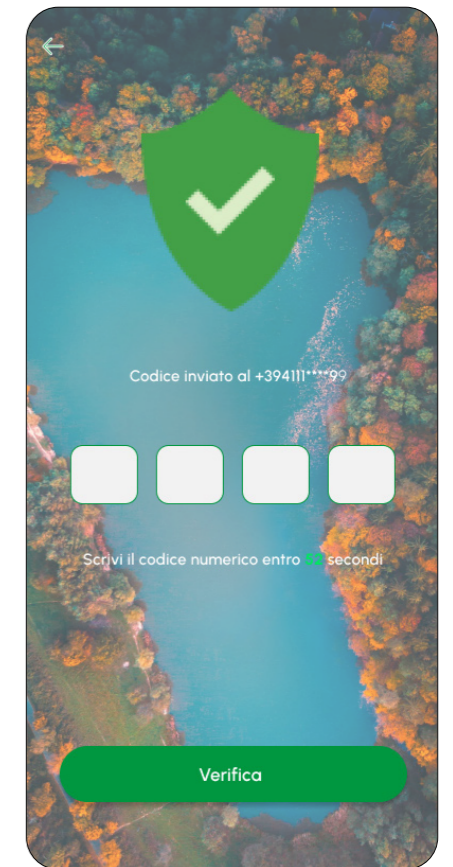 Codice inviato al +394111****99
Scrivi il codice numerico entro 52 secondi
Verifica